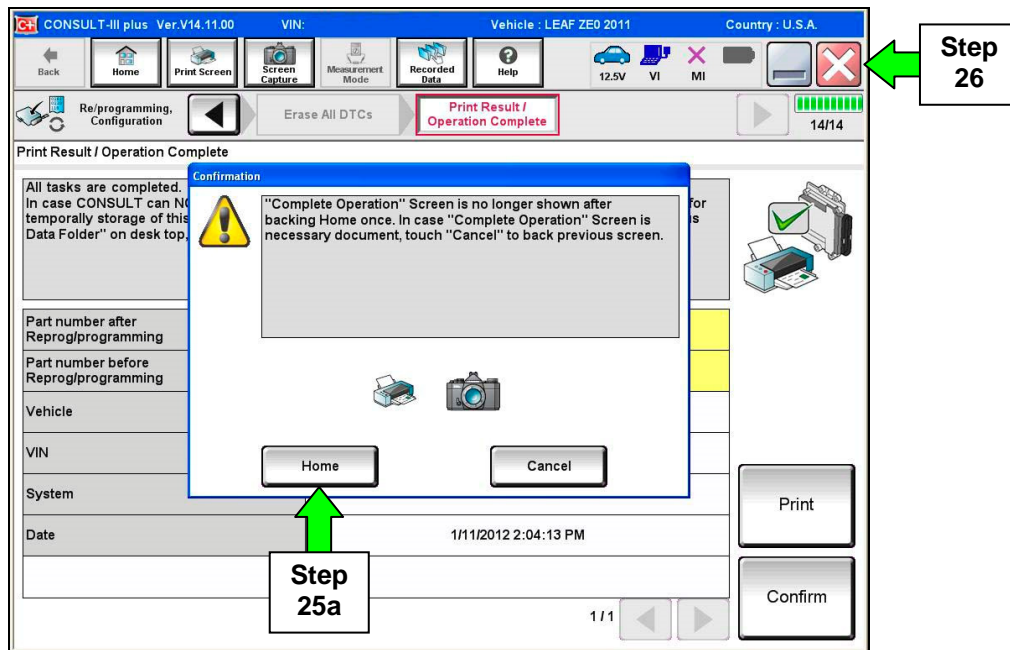 C+ CONSULT-III plus Ver.V14.11.00 VIN: Vehicle : LEAF ZE0 2011 Country : U.S.A.
Back
Home
Print Screen
Screen
Capture
Measurement
Mode
Recorded
Data
Help
12.5V
VI
MI
Step
26
Re/programming,
Configuration
Erase All DTCs
Print Result /
Operation Complete
14/14
Print Result / Operation Complete
All tasks are completed.
In case CONSULT can
for
temporally storage of this
Data Folder" on desk top,
Confirmation
"Complete Operation" Screen is no longer shown after
backing Home once. In case "Complete Operation" Screen is
necessary document, touch "Cancel" to back previous screen.
Home
Cancel
Part number after
Reprog/programming
Part number before
Reprog/programming
Vehicle
VIN
System
Date
1/11/2012 2:04:13 PM
Step
25a
1/1
Print
Confirm